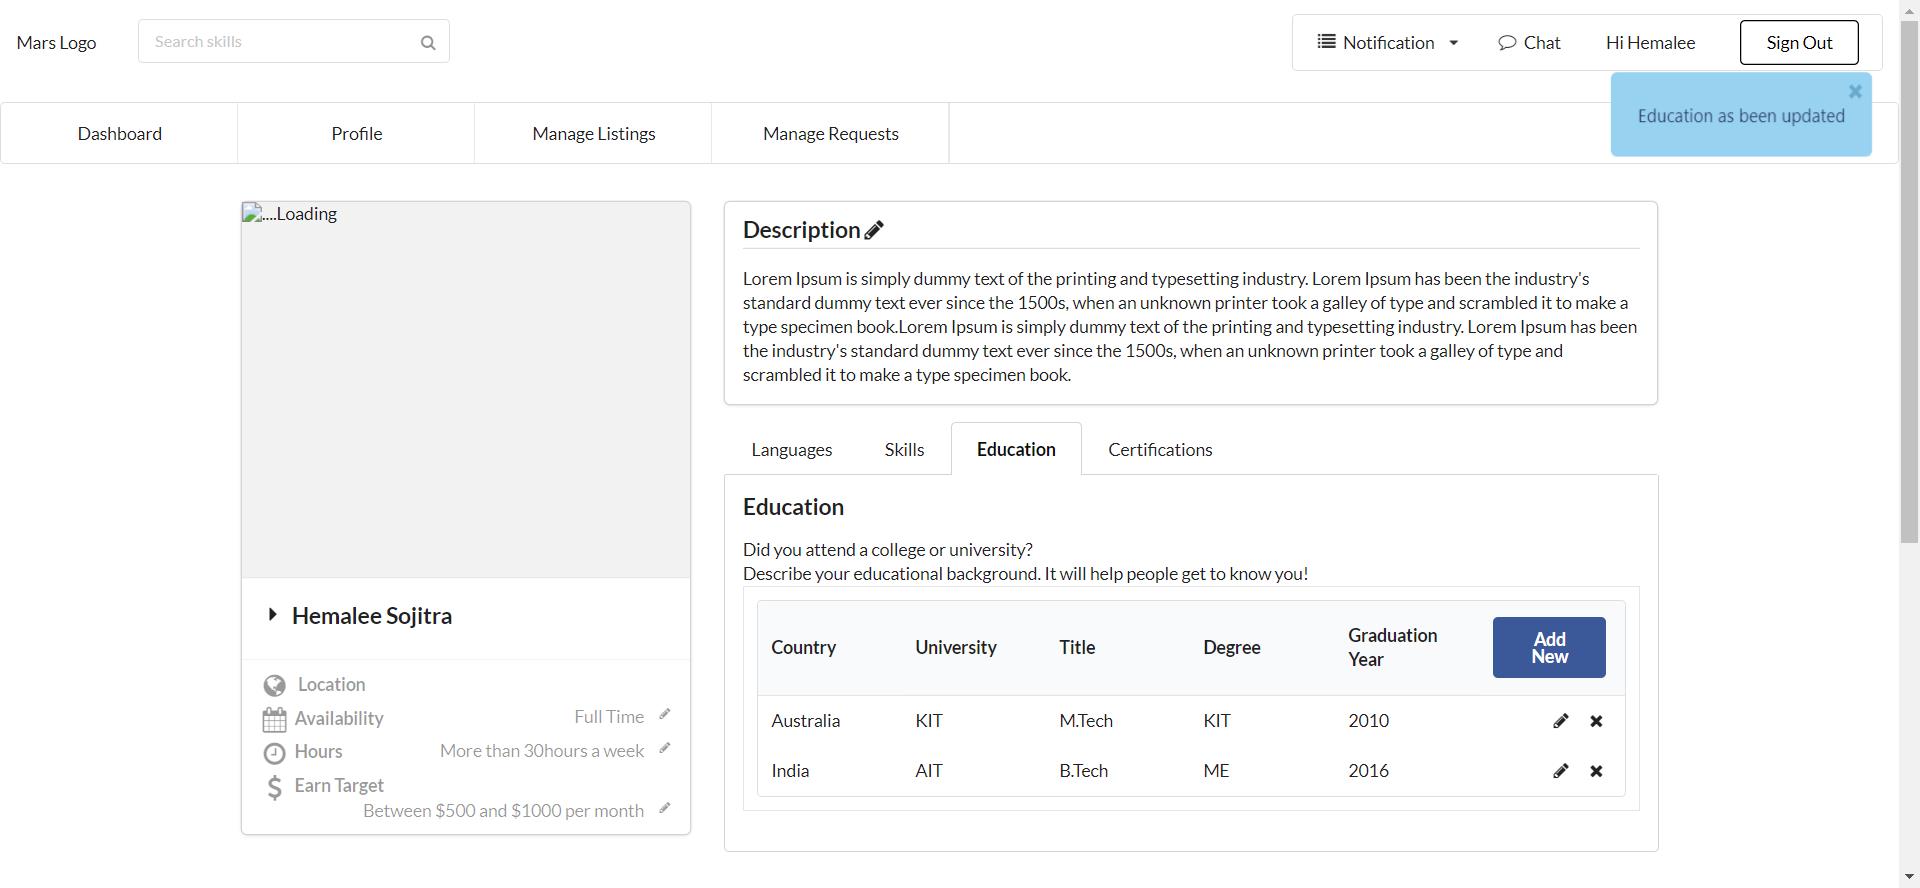 Mars Logo
Search skills
Notification
Chat
Hi Hemalee
Sign Out
Education as been updated
Dashboard
Profile
Manage Listings
Manage Requests
....Loading
Hemalee Sojitra
Location
Availability
Full Time
Hours
More than 30hours a week
Earn Target
Between $500 and $1000 per month
Description
Lorem Ipsum is simply dummy text of the printing and typesetting industry. Lorem Ipsum has been the industry's
standard dummy text ever since the 1500s, when an unknown printer took a galley of type and scrambled it to make a
type specimen book.Lorem Ipsum is simply dummy text of the printing and typesetting industry. Lorem Ipsum has been
the industry's standard dummy text ever since the 1500s, when an unknown printer took a galley of type and
scrambled it to make a type specimen book.
Languages
Skills
Education
Certifications
Education
Did you attend a college or university?
Describe your educational background. It will help people get to know you!
Country
University
Title
Degree
Graduation
Year
Add
New
Australia
KIT
M.Tech
KIT
2010
India
AIT
B.Tech
ME
2016